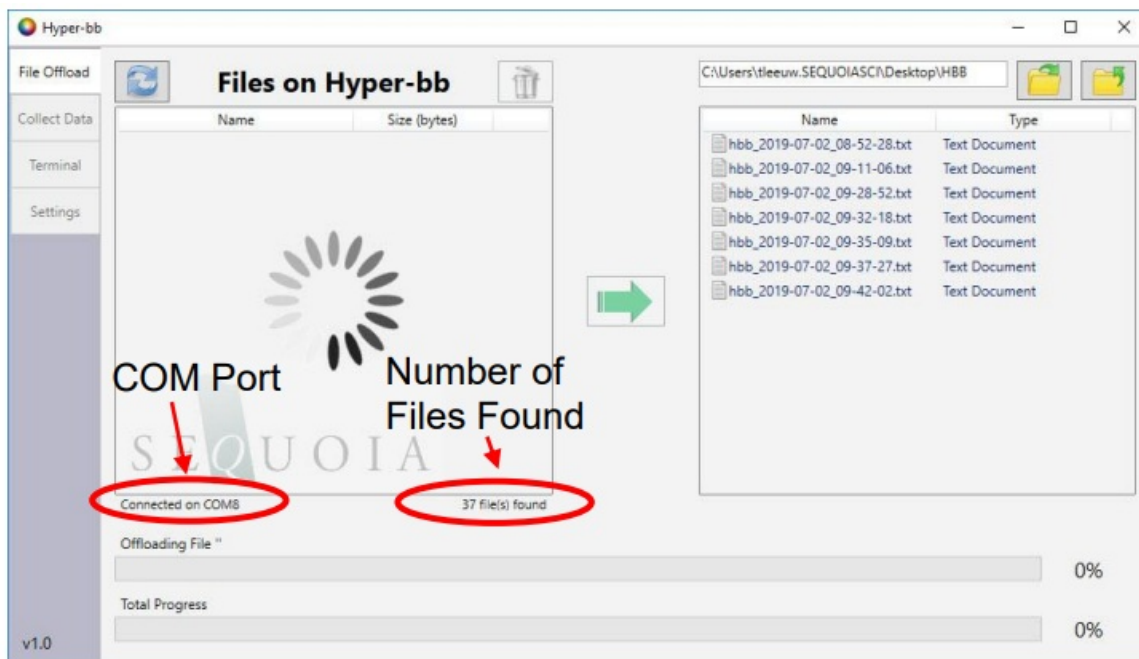 Hyper-bb
File Offload
Collect Data
Terminal
Settings
v1.0
Files on Hyper-bb
Name Size (bytes)
COM Port
Number of
Files Found
SEQUOIA
Connected on COM8 37 file(s) found
C:\Users\tleeuw.SEQUOIASCI\Desktop\HBB
Name Type
hbb_2019-07-02_08-52-28.txt Text Document
hbb_2019-07-02_09-11-06.txt Text Document
hbb_2019-07-02_09-28-52.txt Text Document
hbb_2019-07-02_09-32-18.txt Text Document
hbb_2019-07-02_09-35-09.txt Text Document
hbb_2019-07-02_09-37-27.txt Text Document
hbb_2019-07-02_09-42-02.txt Text Document
Offloading File ''
0%
Total Progress
0%